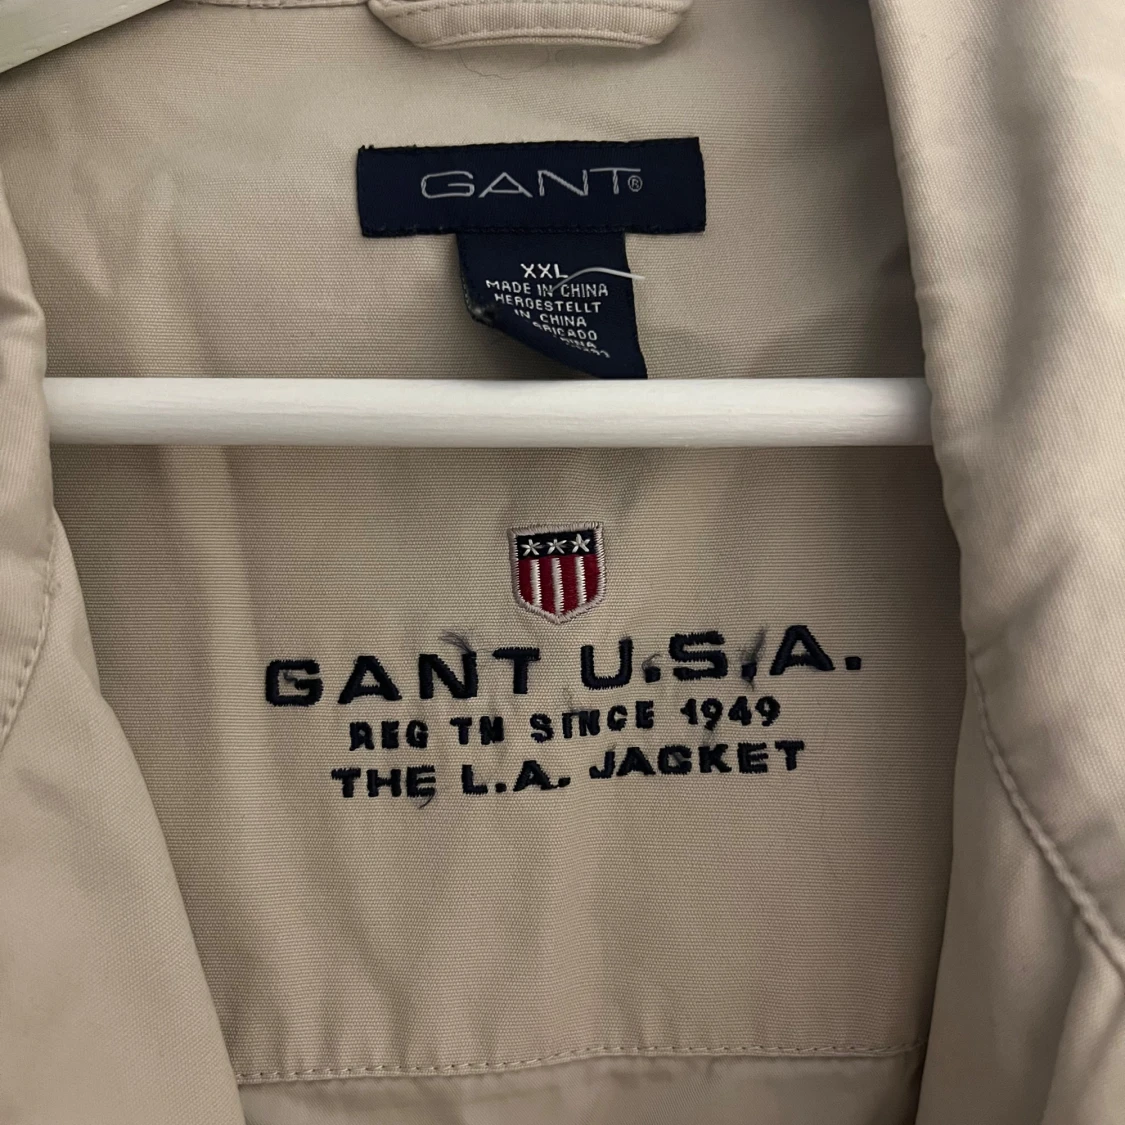 GANT®
XXL
MADE IN CHINA
HERGESTELLT
IN CHINA
GANT U.S.A.
REG TM SINCE 1949
THE L.A. JACKET